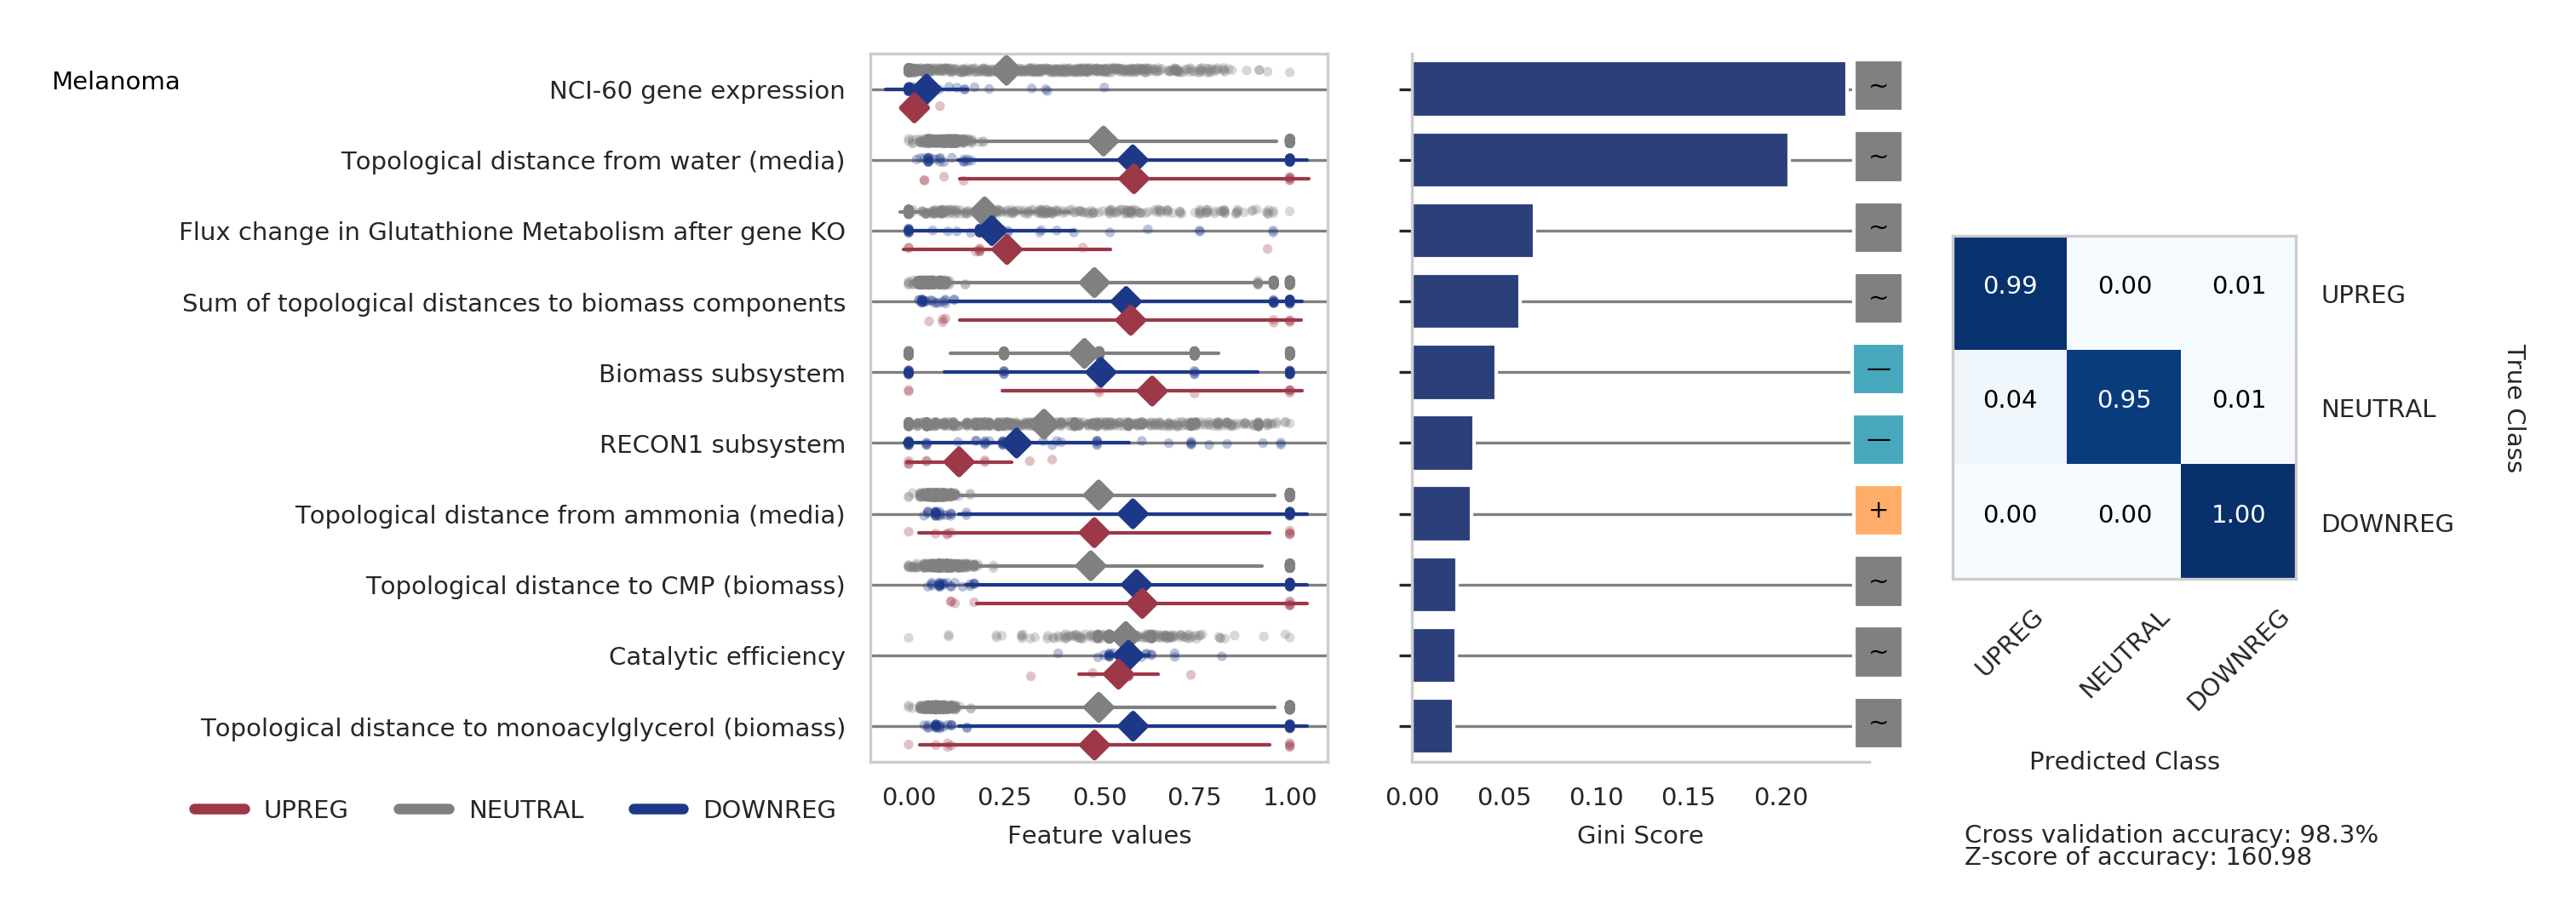 Melanoma
NCI-60 gene expression
Topological distance from water (media)
Flux change in Glutathione Metabolism after gene KO
Sum of topological distances to biomass components
Biomass subsystem
RECON1 subsystem
Topological distance from ammonia (media)
Topological distance to CMP (biomass)
Catalytic efficiency
Topological distance to monoacylglycerol (biomass)
UPREG NEUTRAL DOWNREG
0.00 0.25 0.50 0.75 1.00
Feature values
~
~
~
~
—
—
+
~
~
~
0.00 0.05 0.10 0.15 0.20
Gini Score
0.99 0.00 0.01 UPREG
0.04 0.95 0.01 NEUTRAL
0.00 0.00 1.00 DOWNREG
True Class
UPREG NEUTRAL DOWNREG
Predicted Class
Cross validation accuracy: 98.3%
Z-score of accuracy: 160.98